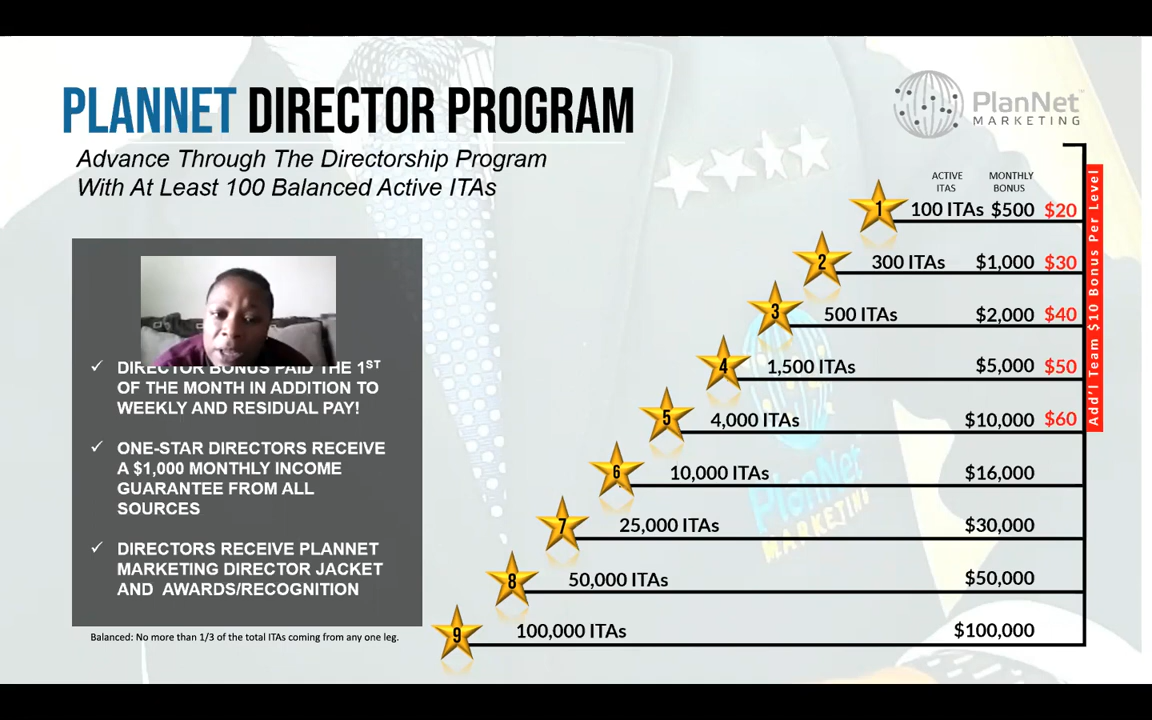 PLANNET DIRECTOR PROGRAM
Advance Through The Directorship Program
With At Least 100 Balanced Active ITAs
PlanNet™
MARKETING
ACTIVE ITAS
MONTHLY BONUS
1 100 ITAs $500 $20
2 300 ITAs $1,000 $30
3 500 ITAs $2,000 $40
4 1,500 ITAs $5,000 $50
5 4,000 ITAs $10,000 $60
6 10,000 ITAs $16,000
7 25,000 ITAs $30,000
8 50,000 ITAs $50,000
9 100,000 ITAs $100,000
Add'l Team $10 Bonus Per Level
✓ DIRECTOR BONUS PAID THE 1ST
OF THE MONTH IN ADDITION TO
WEEKLY AND RESIDUAL PAY!
✓ ONE-STAR DIRECTORS RECEIVE
A $1,000 MONTHLY INCOME
GUARANTEE FROM ALL
SOURCES
✓ DIRECTORS RECEIVE PLANNET
MARKETING DIRECTOR JACKET
AND AWARDS/RECOGNITION
Balanced: No more than 1/3 of the total ITAs coming from any one leg.
PlanNet
MARKETING